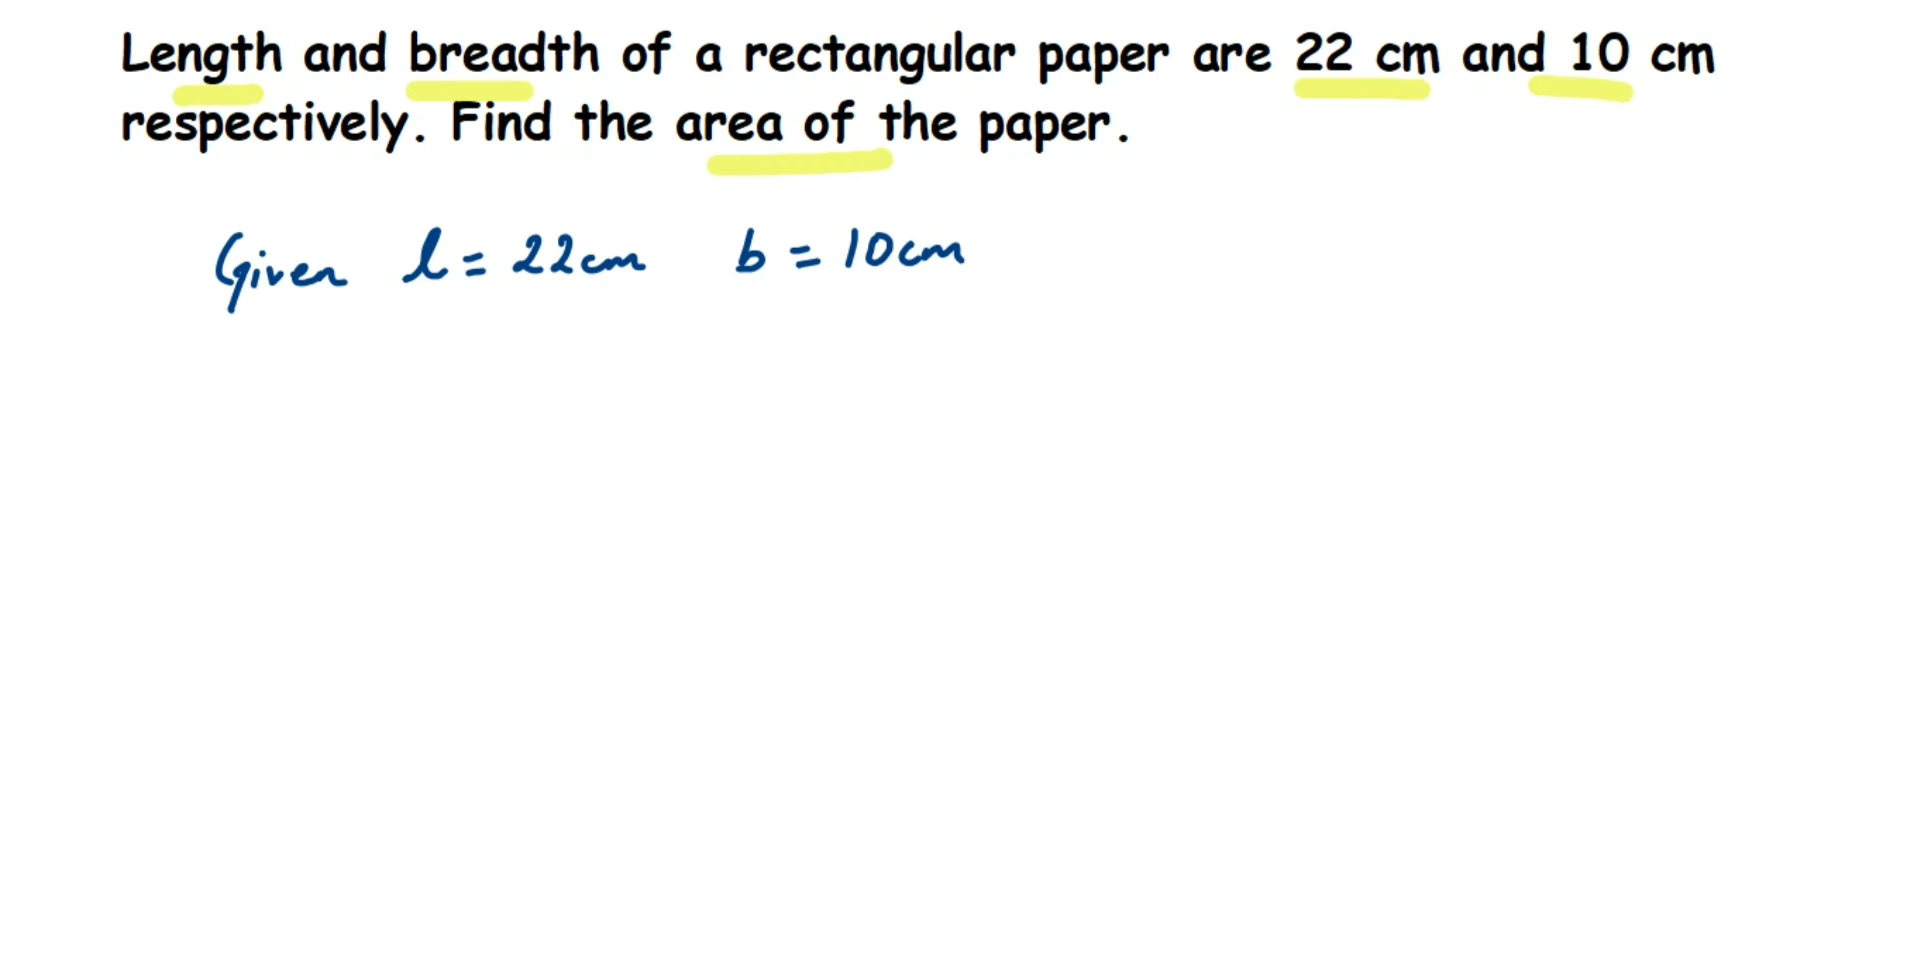 Length and breadth of a rectangular paper are 22 cm and 10 cm
respectively. Find the area of the paper.
Given l = 22cm b = 10cm